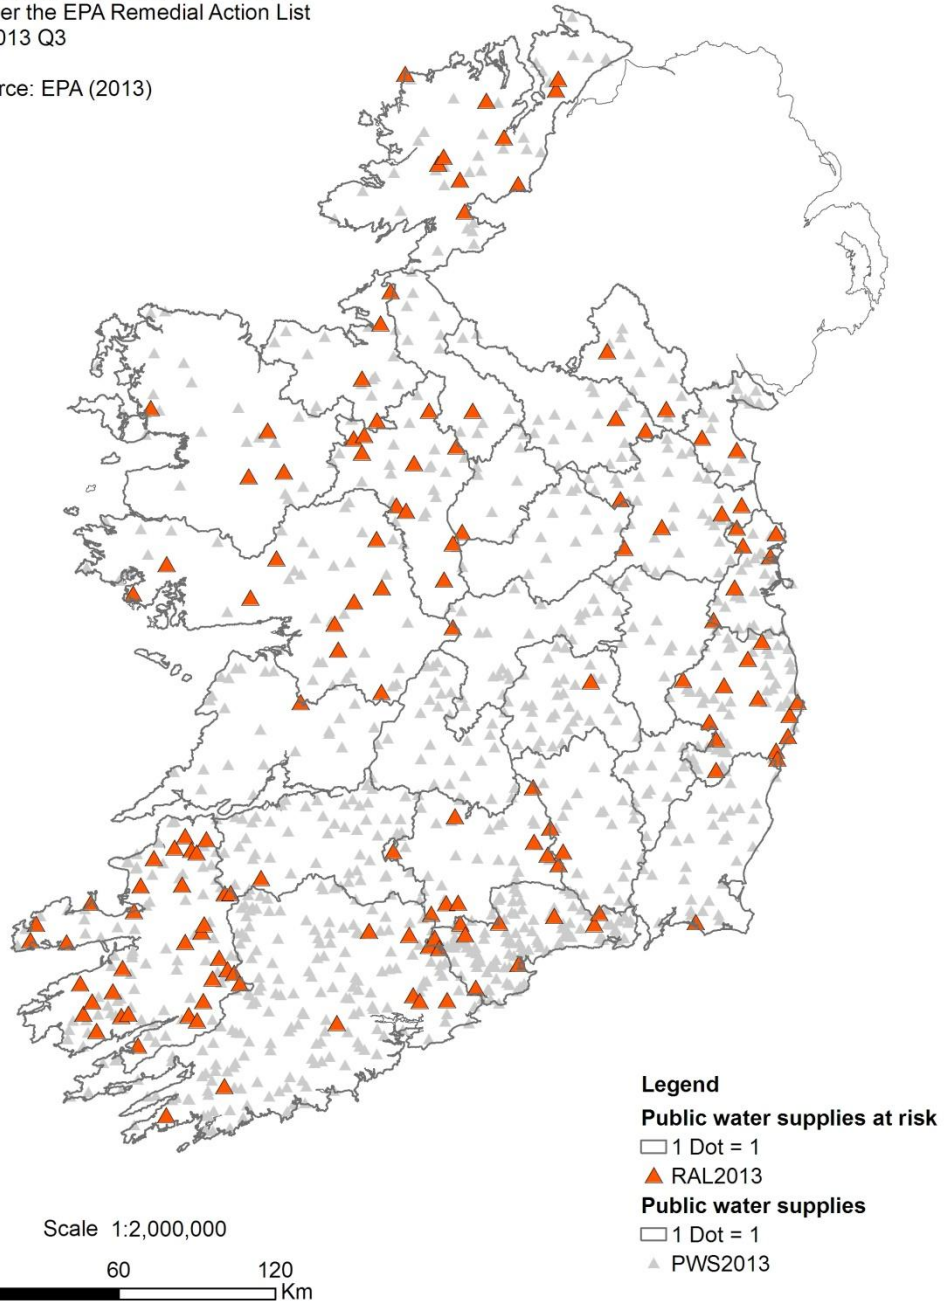 er the EPA Remedial Action List
013 Q3
rce: EPA (2013)
Legend
Public water supplies at risk
1 Dot = 1
RAL2013
Public water supplies
1 Dot = 1
PWS2013
Scale 1:2,000,000
60 120
Km